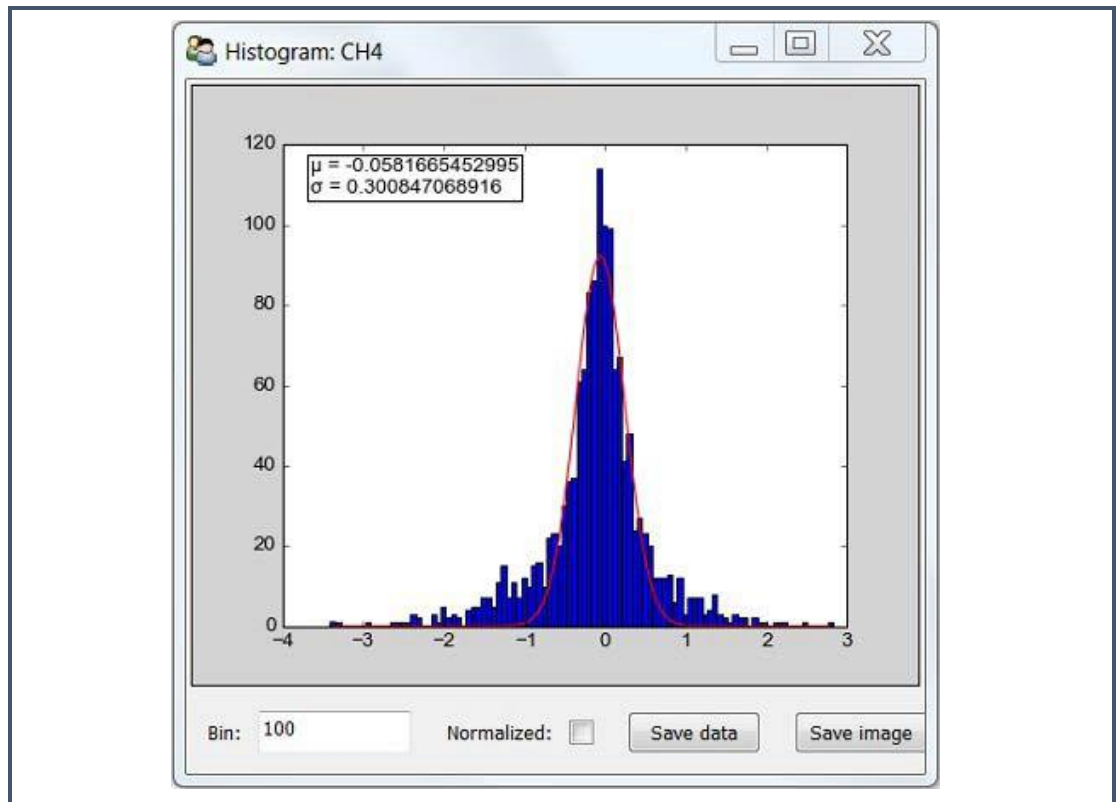 Histogram: CH4
120
μ = -0.0581665452995
σ = 0.300847068916
100
80
60
40
20
0
−4 −3 −2 −1 0 1 2 3
Bin: 100 Normalized: Save data Save image